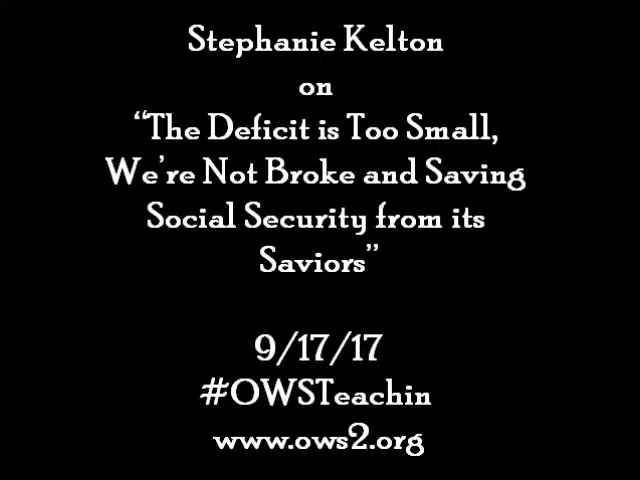 Stephanie Kelton
on
“The Deficit is Too Small,
We’re Not Broke and Saving
Social Security from its
Saviors”
9/17/17
#OWSTeachin
www.ows2.org